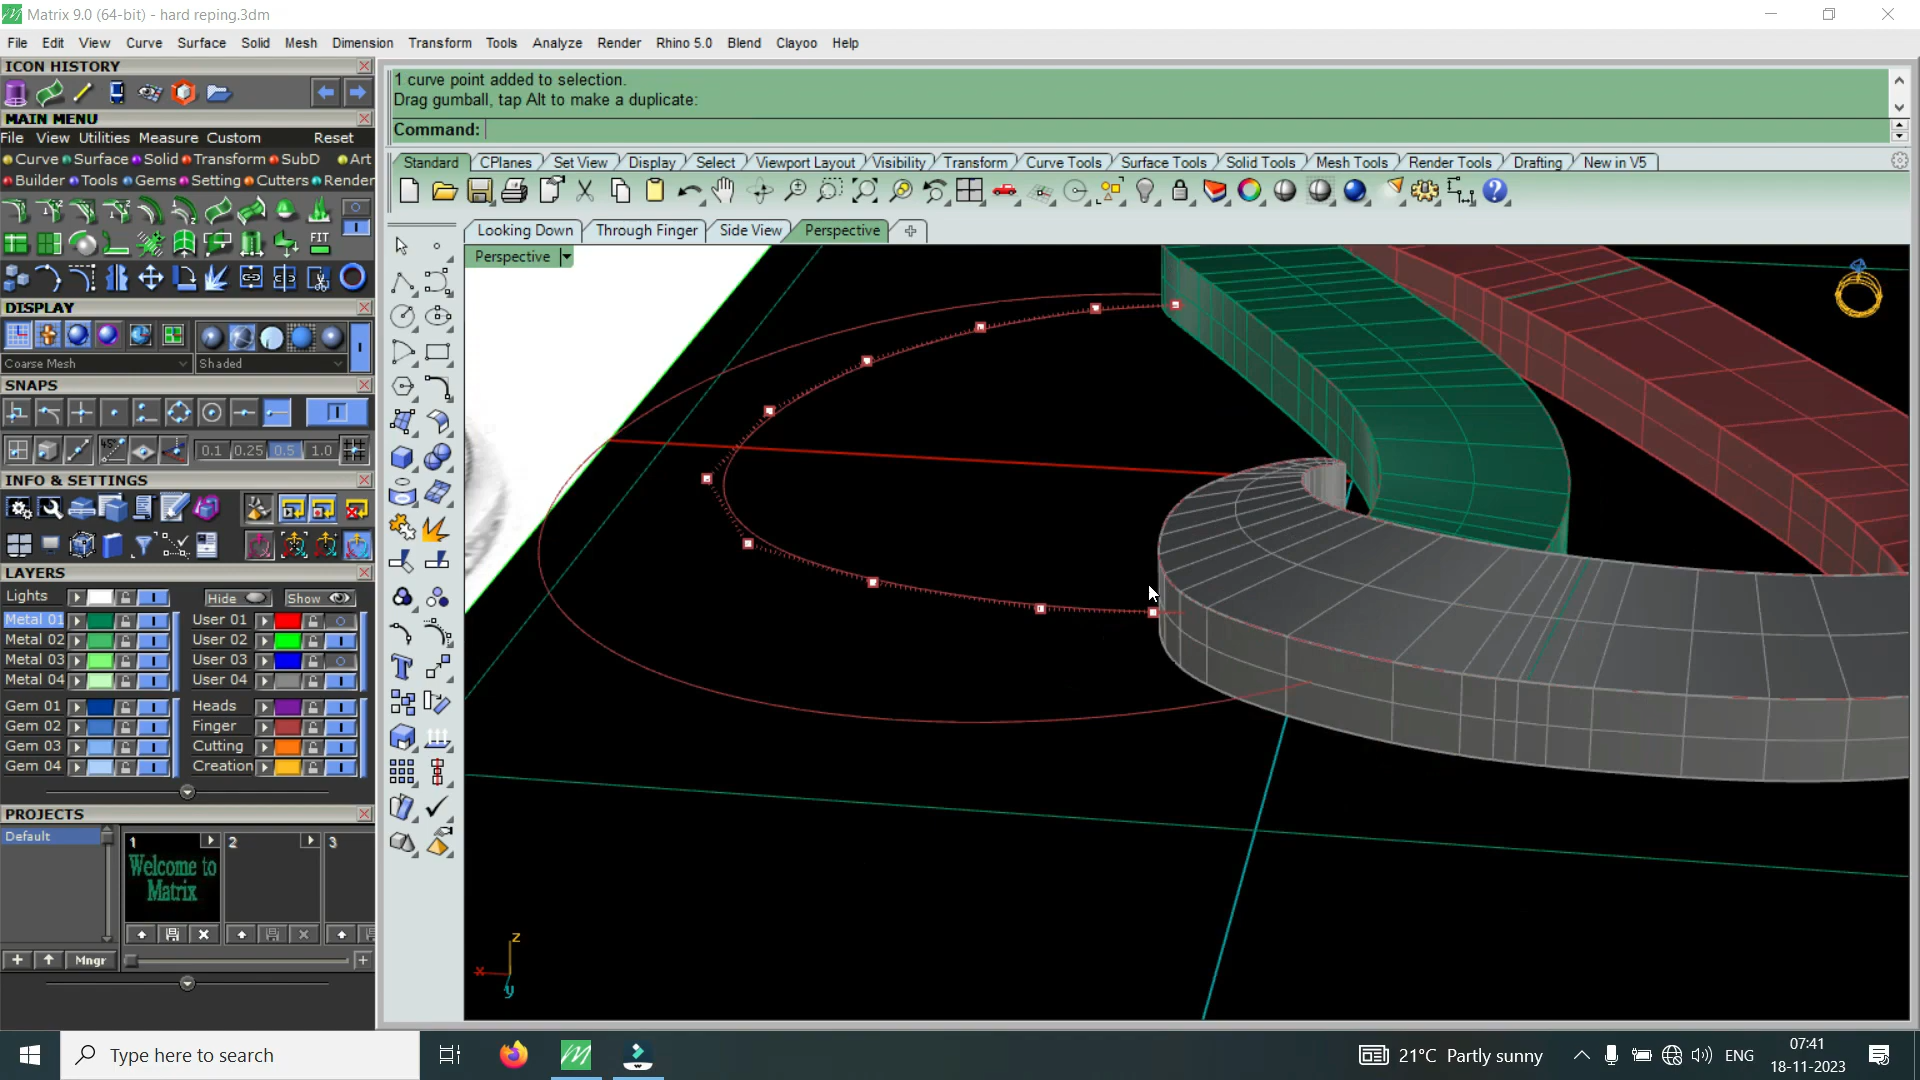 Matrix 9.0 (64-bit) - hard reping.3dm
File Edit View Curve Surface Solid Mesh Dimension Transform Tools Analyze Render Rhino 5.0 Blend Clayoo Help
ICON HISTORY
MAIN MENU
File View Utilities Measure Custom Reset
Curve Surface Solid Transform SubD Art
Builder Tools Gems Setting Cutters Render
FIT
DISPLAY
Coarse Mesh Shaded
SNAPS
0.1 0.25 0.5 1.0
INFO & SETTINGS
LAYERS
Lights Hide Show
Metal 01 User 01
Metal 02 User 02
Metal 03 User 03
Metal 04 User 04
Gem 01 Heads
Gem 02 Finger
Gem 03 Cutting
Gem 04 Creation
PROJECTS
Default
1 2 3
Welcome to
Matrix
Mngr
1 curve point added to selection.
Drag gumball, tap Alt to make a duplicate:
Command:
Standard CPlanes Set View Display Select Viewport Layout Visibility Transform Curve Tools Surface Tools Solid Tools Mesh Tools Render Tools Drafting New in V5
Looking Down Through Finger Side View Perspective
Perspective
z
x
y
Type here to search
21°C Partly sunny
ENG
07:41
18-11-2023